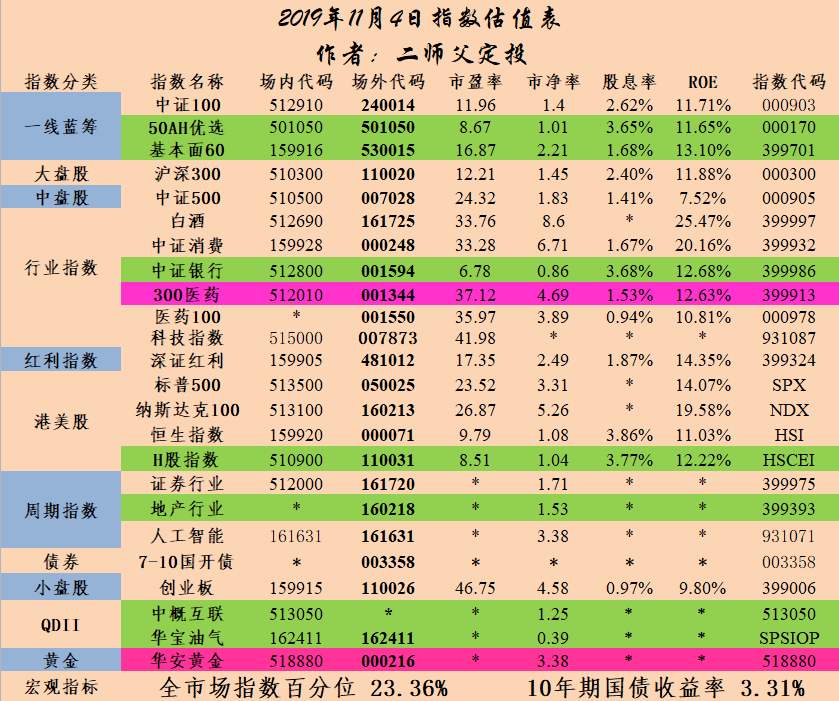 2019年11月4日指数估值表
作者：二师父定投
指数分类 指数名称 场内代码 场外代码 市盈率 市净率 股息率 ROE 指数代码
一线蓝筹 中证100 512910 240014 11.96 1.4 2.62% 11.71% 000903
50AH优选 501050 501050 8.67 1.01 3.65% 11.65% 000170
基本面60 159916 530015 16.87 2.21 1.68% 13.10% 399701
大盘股 沪深300 510300 110020 12.21 1.45 2.40% 11.88% 000300
中盘股 中证500 510500 007028 24.32 1.83 1.41% 7.52% 000905
行业指数 白酒 512690 161725 33.76 8.6 * 25.47% 399997
中证消费 159928 000248 33.28 6.71 1.67% 20.16% 399932
中证银行 512800 001594 6.78 0.86 3.68% 12.68% 399986
300医药 512010 001344 37.12 4.69 1.53% 12.63% 399913
医药100 * 001550 35.97 3.89 0.94% 10.81% 000978
科技指数 515000 007873 41.98 * * * 931087
红利指数 深证红利 159905 481012 17.35 2.49 1.87% 14.35% 399324
港美股 标普500 513500 050025 23.52 3.31 * 14.07% SPX
纳斯达克100 513100 160213 26.87 5.26 * 19.58% NDX
恒生指数 159920 000071 9.79 1.08 3.86% 11.03% HSI
H股指数 510900 110031 8.51 1.04 3.77% 12.22% HSCEI
周期指数 证券行业 512000 161720 * 1.71 * * 399975
地产行业 * 160218 * 1.53 * * 399393
人工智能 161631 161631 * 3.38 * * 931071
债券 7-10国开债 * 003358 * * * * 003358
小盘股 创业板 159915 110026 46.75 4.58 0.97% 9.80% 399006
QDII 中概互联 513050 * * 1.25 * * 513050
华宝油气 162411 162411 * 0.39 * * SPSIOP
黄金 华安黄金 518880 000216 * 3.38 * * 518880
宏观指标 全市场指数百分位 23.36% 10年期国债收益率 3.31%